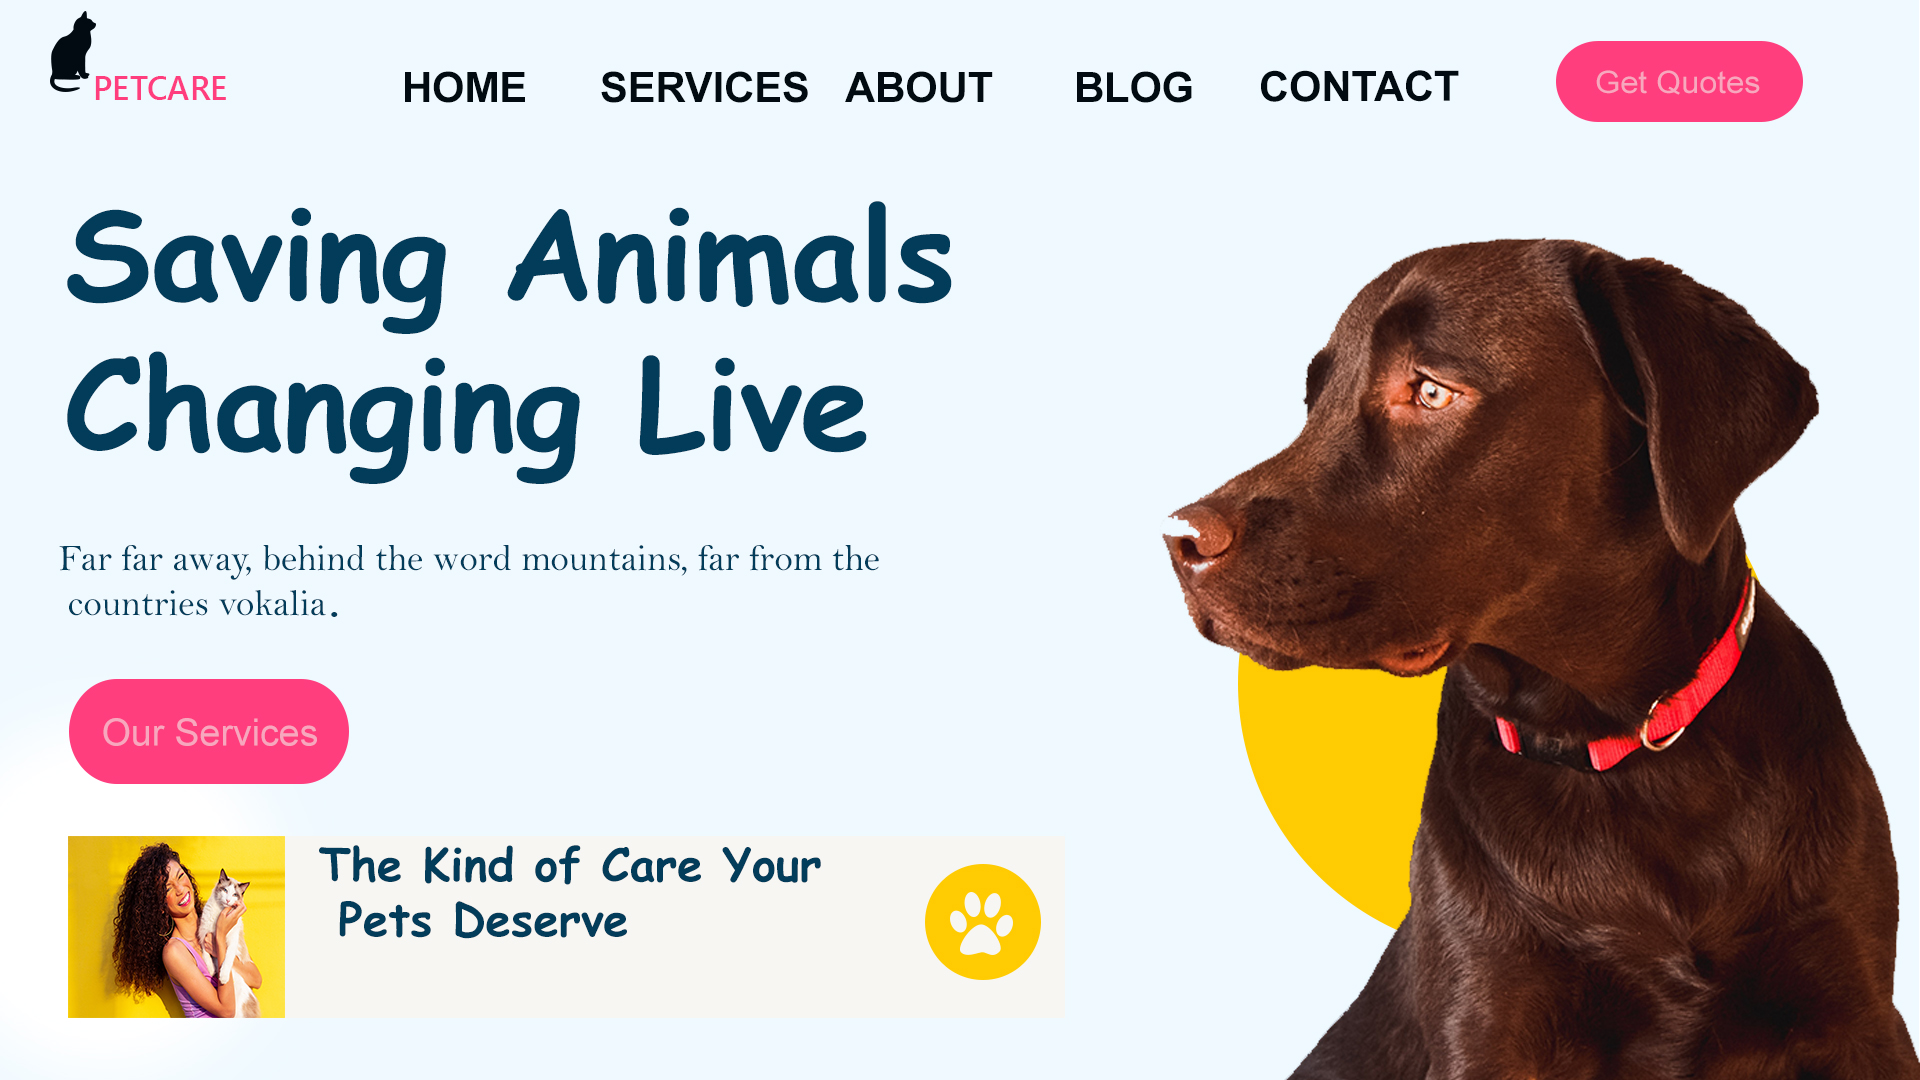 PETCARE
HOME SERVICES ABOUT BLOG CONTACT
Get Quotes
Saving Animals
Changing Live
Far far away, behind the word mountains, far from the
countries vokalia.
Our Services
The Kind of Care Your
Pets Deserve